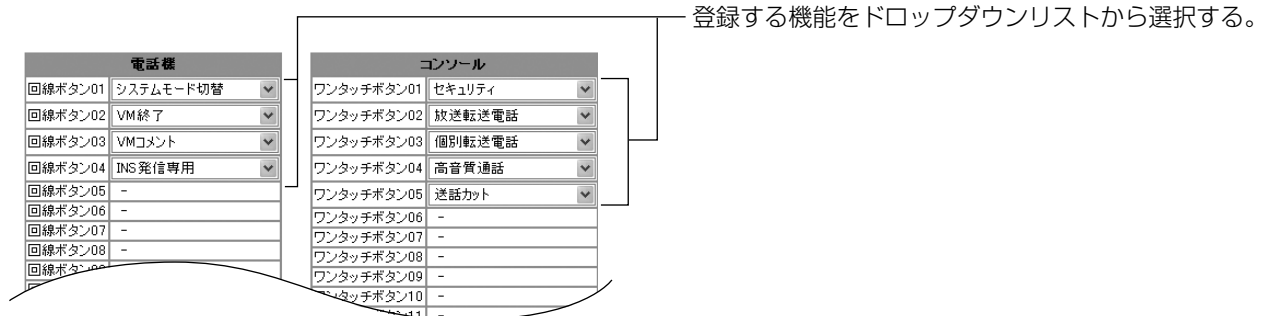 登録する機能をドロップダウンリストから選択する。
電話機
回線ボタン01 システムモード切替
回線ボタン02 VM終了
回線ボタン03 VMコメント
回線ボタン04 INS発信専用
回線ボタン05 -
回線ボタン06 -
回線ボタン07 -
回線ボタン08 -
回線ボタン
コンソール
ワンタッチボタン01 セキュリティ
ワンタッチボタン02 放送転送電話
ワンタッチボタン03 個別転送電話
ワンタッチボタン04 高音質通話
ワンタッチボタン05 送話カット
ワンタッチボタン06 -
ワンタッチボタン07 -
ワンタッチボタン08 -
ワンタッチボタン09 -
タッチボタン10 -